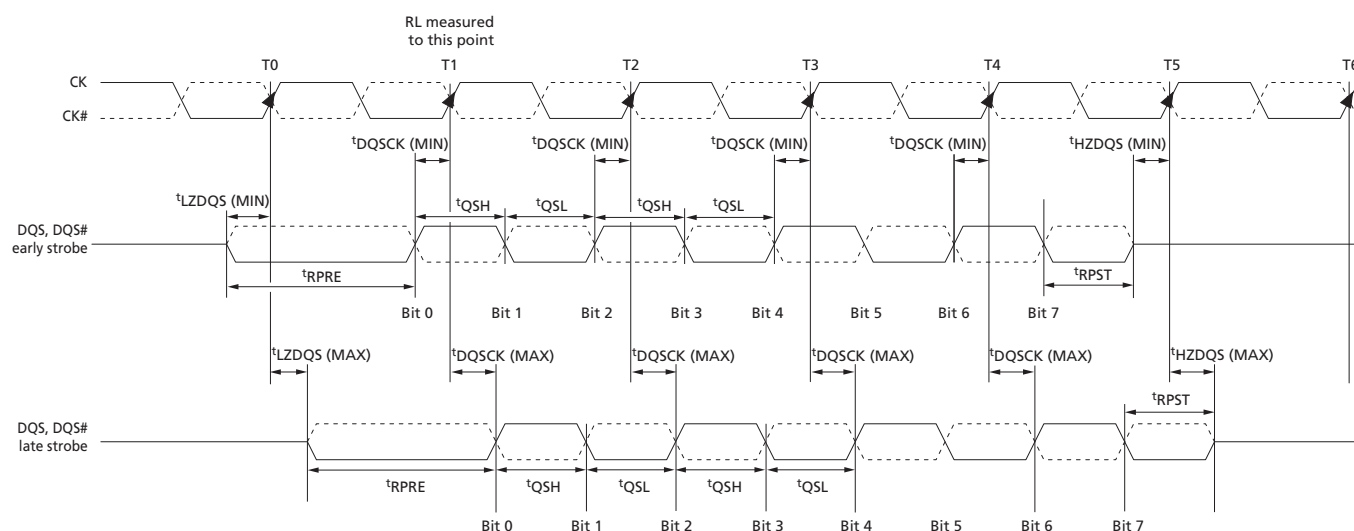 RL measured
to this point
T0 T1 T2 T3 T4 T5 T6
CK
CK#
tDQSCK (MIN) tDQSCK (MIN) tDQSCK (MIN) tDQSCK (MIN) tHZDQS (MIN)
tLZDQS (MIN)
tQSH tQSL tQSH tQSL
DQS, DQS#
early strobe
tRPRE
tRPST
Bit 0 Bit 1 Bit 2 Bit 3 Bit 4 Bit 5 Bit 6 Bit 7
tLZDQS (MAX) tDQSCK (MAX) tDQSCK (MAX) tDQSCK (MAX) tDQSCK (MAX) tHZDQS (MAX)
tRPST
DQS, DQS#
late strobe
tRPRE tQSH tQSL tQSH tQSL
Bit 0 Bit 1 Bit 2 Bit 3 Bit 4 Bit 5 Bit 6 Bit 7